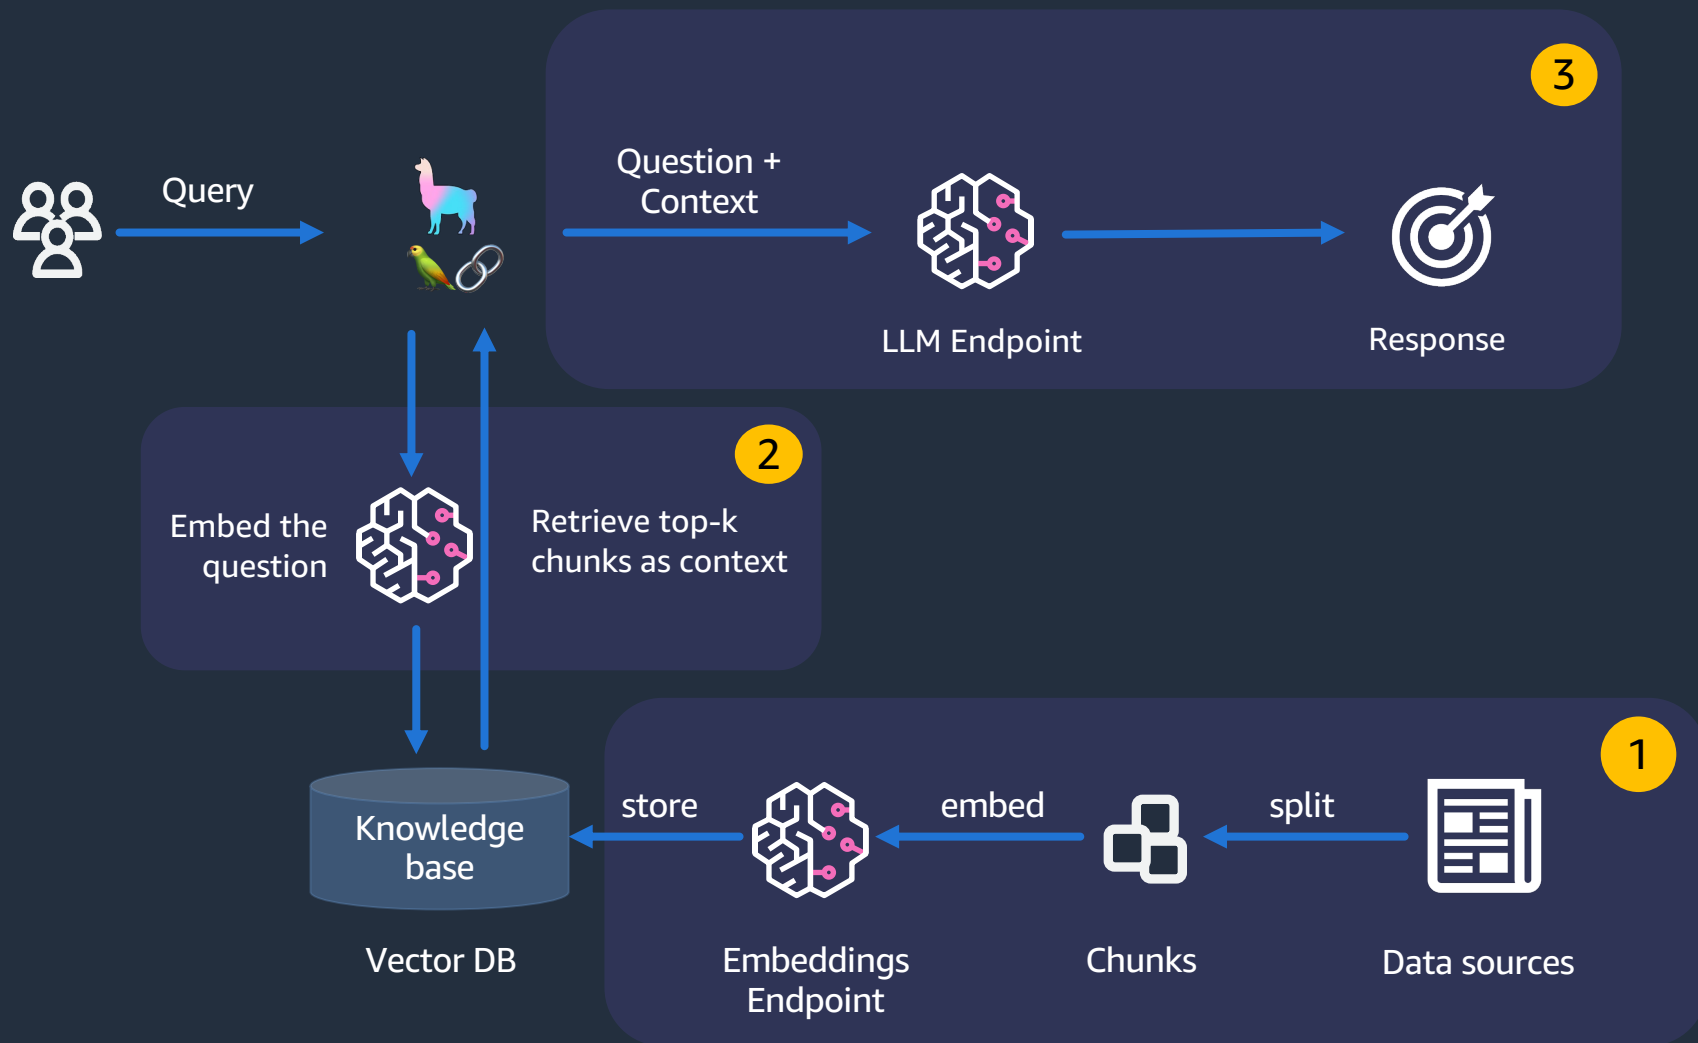 3
Query
Question +
Context
LLM Endpoint
Response
2
Embed the
question
Retrieve top-k
chunks as context
1
store
embed
split
Knowledge
base
Vector DB
Embeddings
Endpoint
Chunks
Data sources